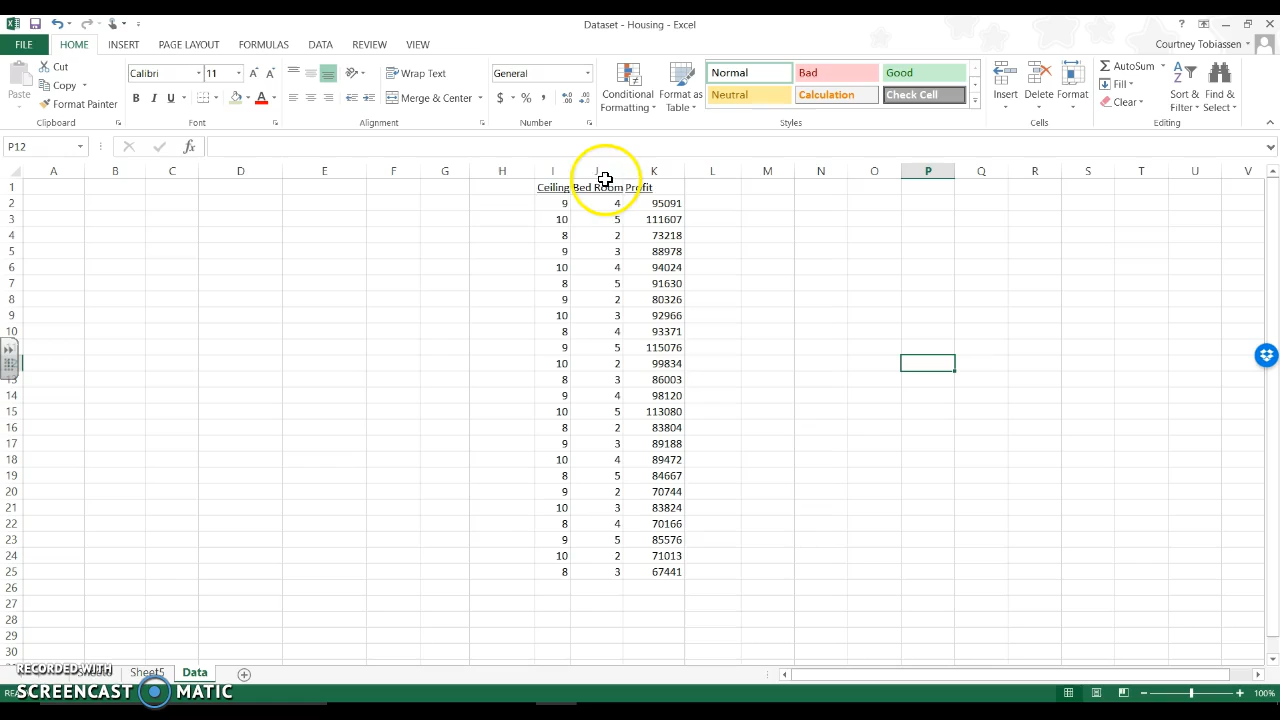 Dataset - Housing - Excel
FILE HOME INSERT PAGE LAYOUT FORMULAS DATA REVIEW VIEW Courtney Tobiassen
Paste Cut Copy Format Painter Clipboard
Calibri 11 B I U A Font
Wrap Text Merge & Center Alignment
General $ % , Number
Conditional Formatting Format as Table Normal Bad Good Neutral Calculation Check Cell Styles
Insert Delete Format Cells
AutoSum Fill Clear Sort & Filter Find & Select Editing
P12 fx
A B C D E F G H I J K L M N O P Q R S T U V
1 Ceiling Bed Room Profit
2 9 4 95091
3 10 5 111607
4 8 2 73218
5 9 3 88978
6 10 4 94024
7 8 5 91630
8 9 2 80326
9 10 3 92966
10 8 4 93371
11 9 5 115076
12 10 2 99834
13 8 3 86003
14 9 4 98120
15 10 5 113080
16 8 2 83804
17 9 3 89188
18 10 4 89472
19 8 5 84667
20 9 2 70744
21 10 3 83824
22 8 4 70166
23 9 5 85576
24 10 2 71013
25 8 3 67441
26
27
28
29
RECORDED WITH Sheet5 Data
SCREENCAST MATIC 100%